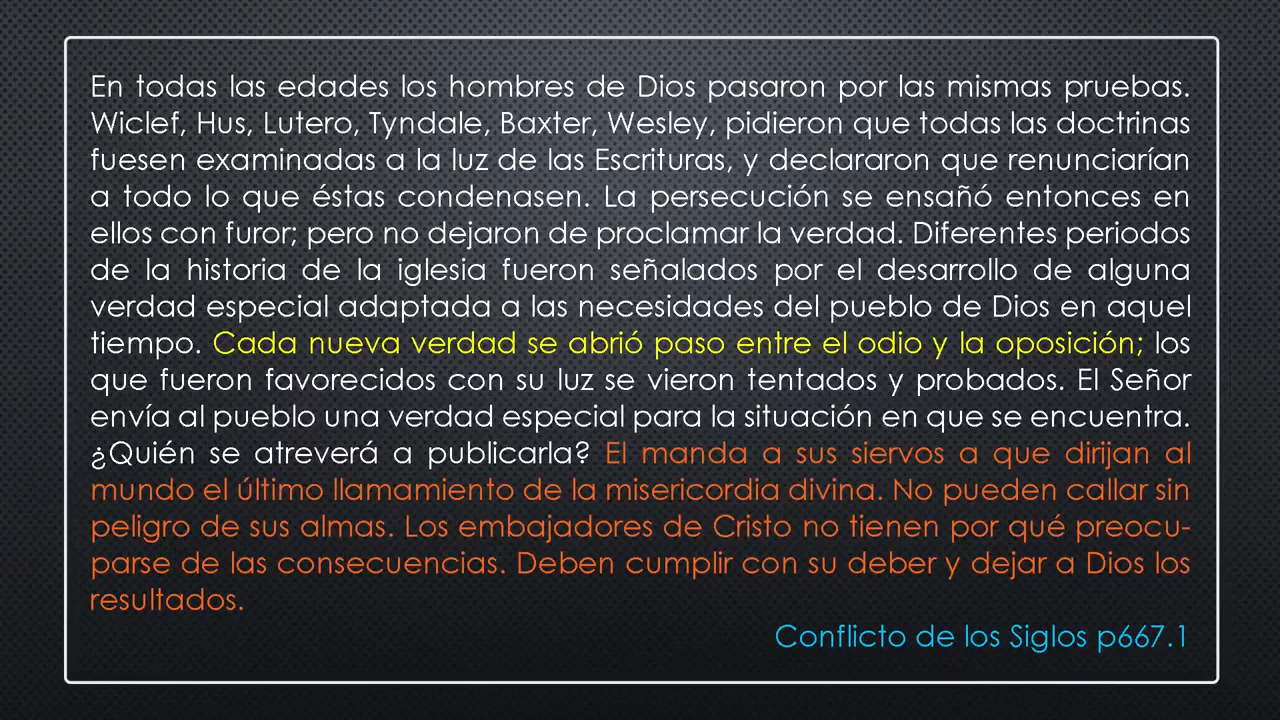 En todas las edades los hombres de Dios pasaron por las mismas pruebas.
Wiclef, Hus, Lutero, Tyndale, Baxter, Wesley, pidieron que todas las doctrinas
fuesen examinadas a la luz de las Escrituras, y declararon que renunciarían
a todo lo que éstas condenasen. La persecución se ensañó entonces en
ellos con furor; pero no dejaron de proclamar la verdad. Diferentes periodos
de la historia de la iglesia fueron señalados por el desarrollo de alguna
verdad especial adaptada a las necesidades del pueblo de Dios en aquel
tiempo. Cada nueva verdad se abrió paso entre el odio y la oposición; los
que fueron favorecidos con su luz se vieron tentados y probados. El Señor
envía al pueblo una verdad especial para la situación en que se encuentra.
¿Quién se atreverá a publicarla? El manda a sus siervos a que dirijan al
mundo el último llamamiento de la misericordia divina. No pueden callar sin
peligro de sus almas. Los embajadores de Cristo no tienen por qué preocu-
parse de las consecuencias. Deben cumplir con su deber y dejar a Dios los
resultados.
Conflicto de los Siglos p667.1